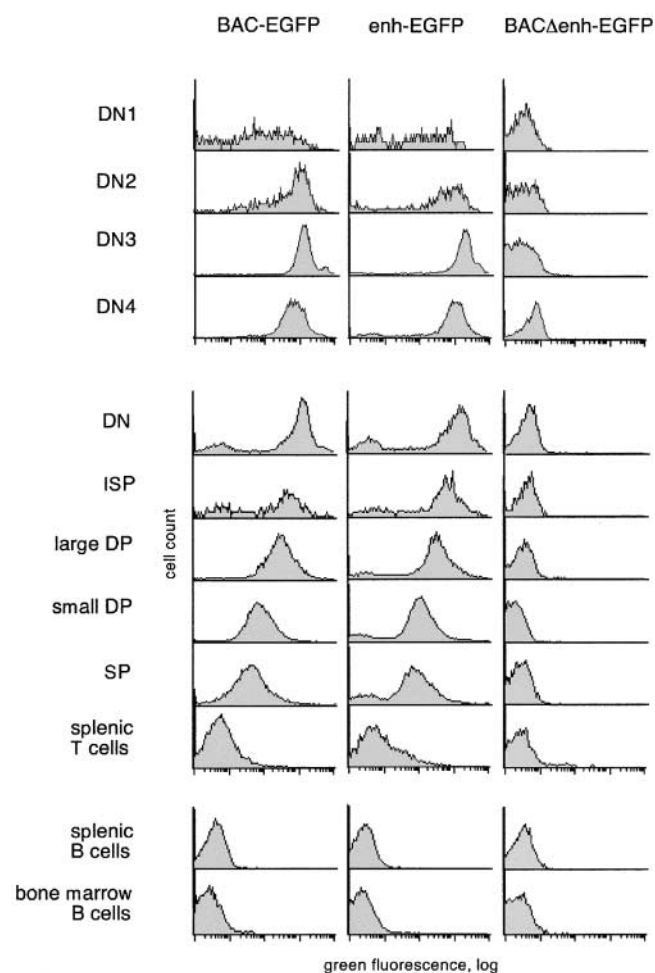 BAC-EGFP enh-EGFP BACΔenh-EGFP
DN1
DN2
DN3
DN4
DN
ISP
large DP
small DP
SP
splenic
T cells
splenic
B cells
bone marrow
B cells
cell count
green fluorescence, log